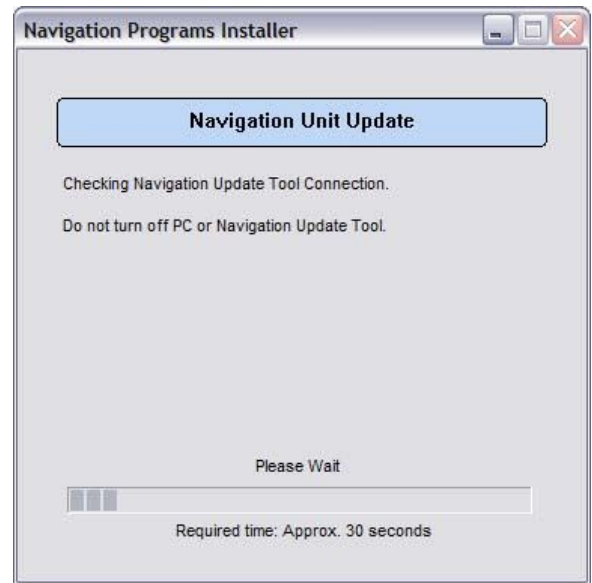 Navigation Programs Installer
Navigation Unit Update
Checking Navigation Update Tool Connection.
Do not turn off PC or Navigation Update Tool.
Please Wait
Required time: Approx. 30 seconds